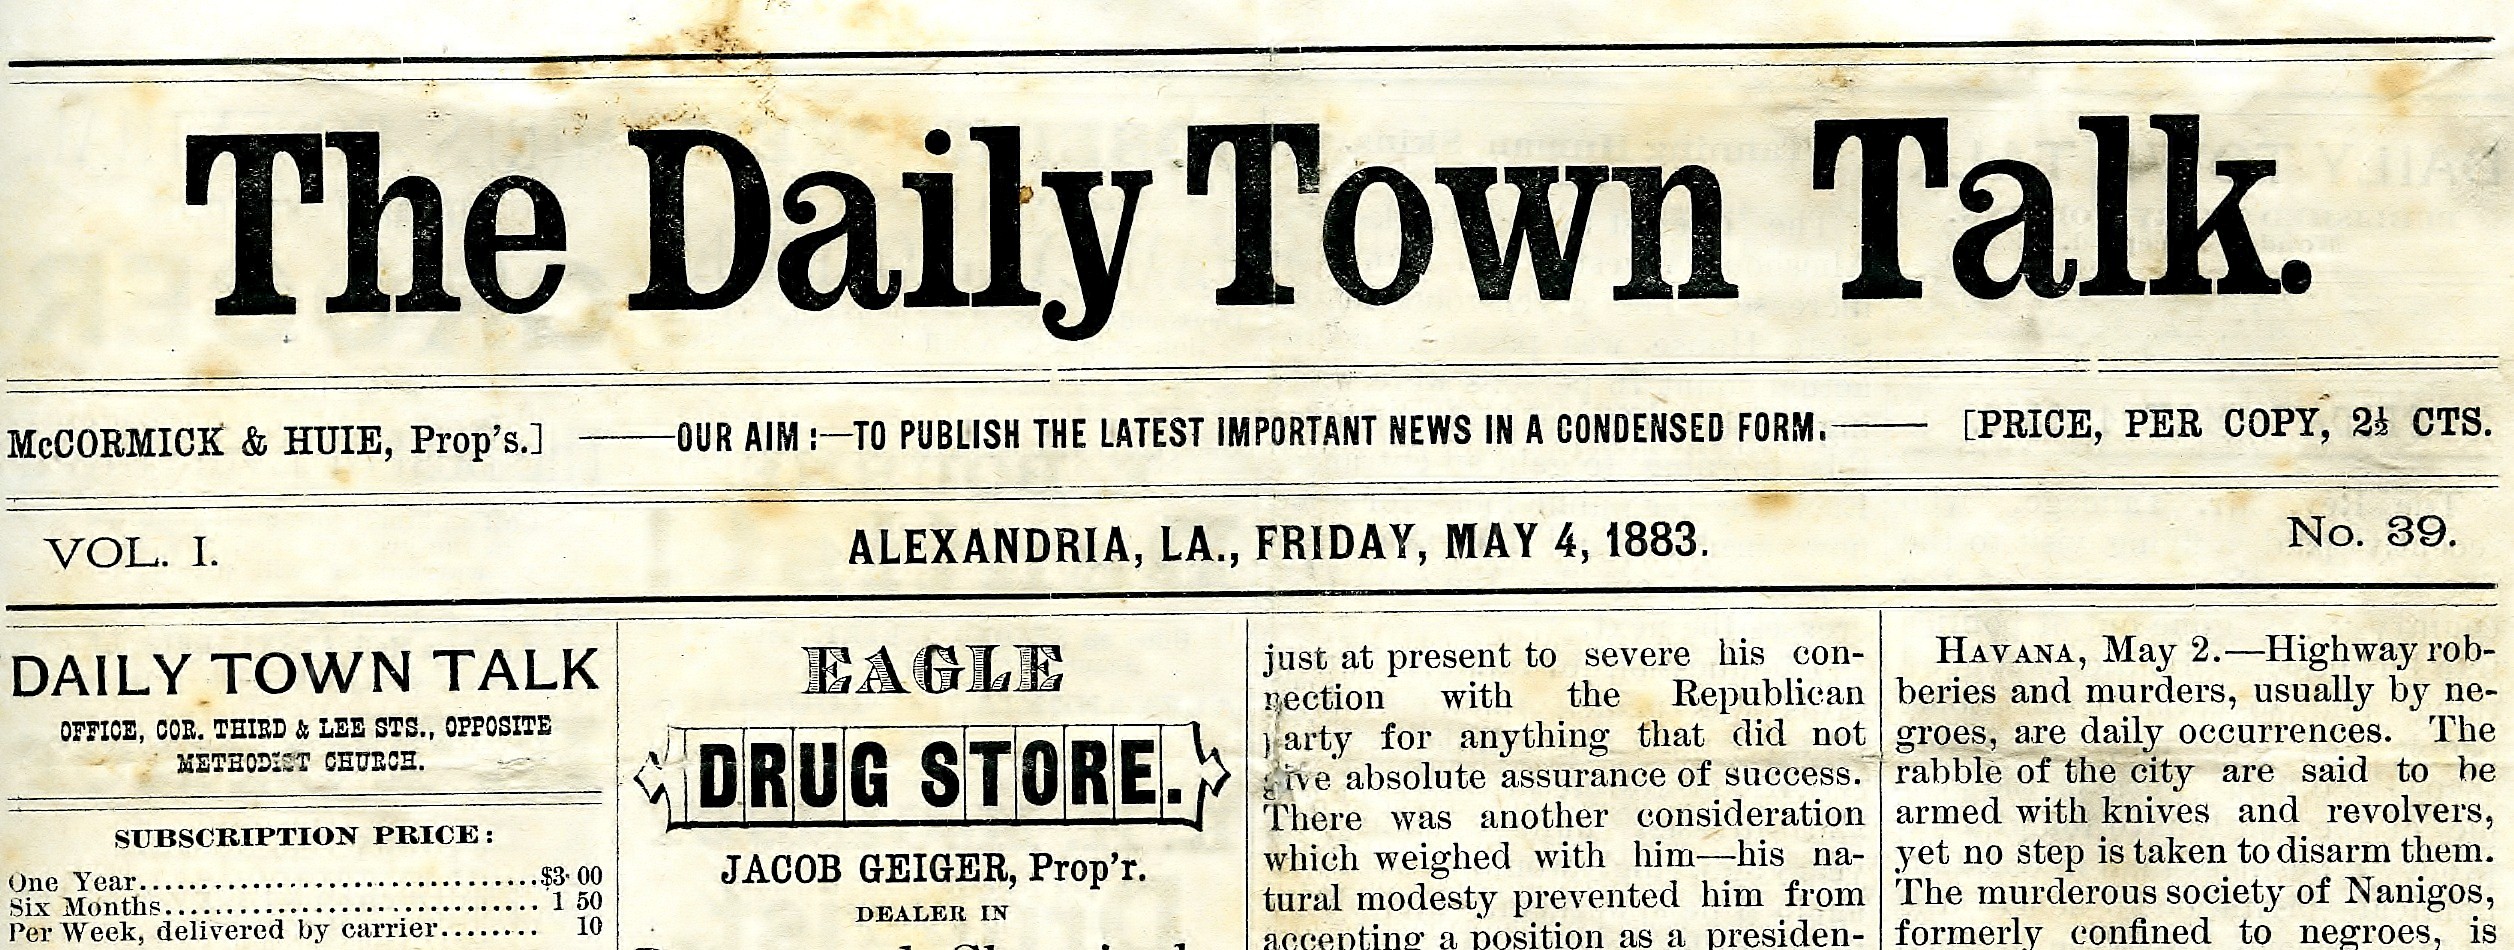 The Daily Town Talk.
McCORMICK & HUIE, Prop's.] ——OUR AIM :—TO PUBLISH THE LATEST IMPORTANT NEWS IN A CONDENSED FORM.—— [PRICE, PER COPY, 2½ CTS.
VOL. I. ALEXANDRIA, LA., FRIDAY, MAY 4, 1883. No. 39.
DAILY TOWN TALK
OFFICE, COR. THIRD & LEE STS., OPPOSITE
METHODIST CHURCH.
SUBSCRIPTION PRICE:
One Year..................................$3 00
Six Months................................ 1 50
Per Week, delivered by carrier........ 10
EAGLE
DRUG STORE.
JACOB GEIGER, Prop'r.
DEALER IN
just at present to severe his con-
nection with the Republican
party for anything that did not
give absolute assurance of success.
There was another consideration
which weighed with him—his na-
tural modesty prevented him from
accepting a position as a presiden-
HAVANA, May 2.—Highway rob-
beries and murders, usually by ne-
groes, are daily occurrences. The
rabble of the city are said to be
armed with knives and revolvers,
yet no step is taken to disarm them.
The murderous society of Nanigos,
formerly confined to negroes, is